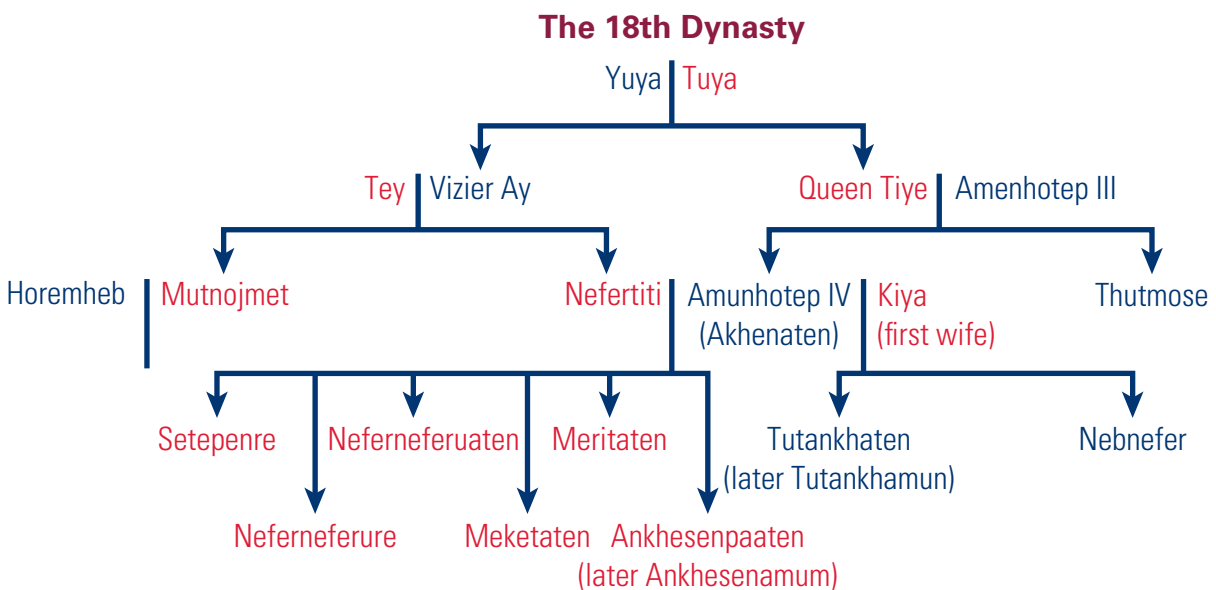 The 18th Dynasty
Yuya Tuya
Tey Vizier Ay Queen Tiye Amenhotep III
Horemheb Mutnojmet Nefertiti Amunhotep IV Kiya Thutmose
(Akhenaten) (first wife)
Setepenre Neferneferuaten Meritaten Tutankhaten Nebnefer
(later Tutankhamun)
Neferneferure Meketaten Ankhesenpaaten
(later Ankhesenamum)